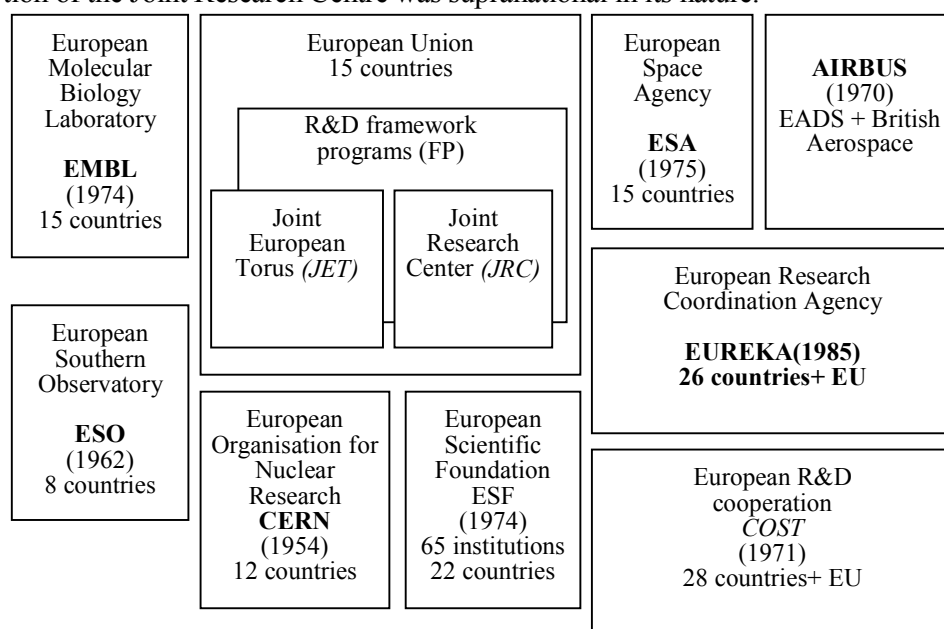 tion of the Joint Research Centre was supranational in its nature.
European
Molecular
Biology
Laboratory
EMBL
(1974)
15 countries
European Union
15 countries
R&D framework
programs (FP)
Joint
European
Torus (JET)
Joint
Research
Center (JRC)
European
Space
Agency
ESA
(1975)
15 countries
AIRBUS
(1970)
EADS + British
Aerospace
European Research
Coordination Agency
EUREKA(1985)
26 countries+ EU
European
Southern
Observatory
ESO
(1962)
8 countries
European
Organisation for
Nuclear
Research
CERN
(1954)
12 countries
European
Scientific
Foundation
ESF
(1974)
65 institutions
22 countries
European R&D
cooperation
COST
(1971)
28 countries+ EU